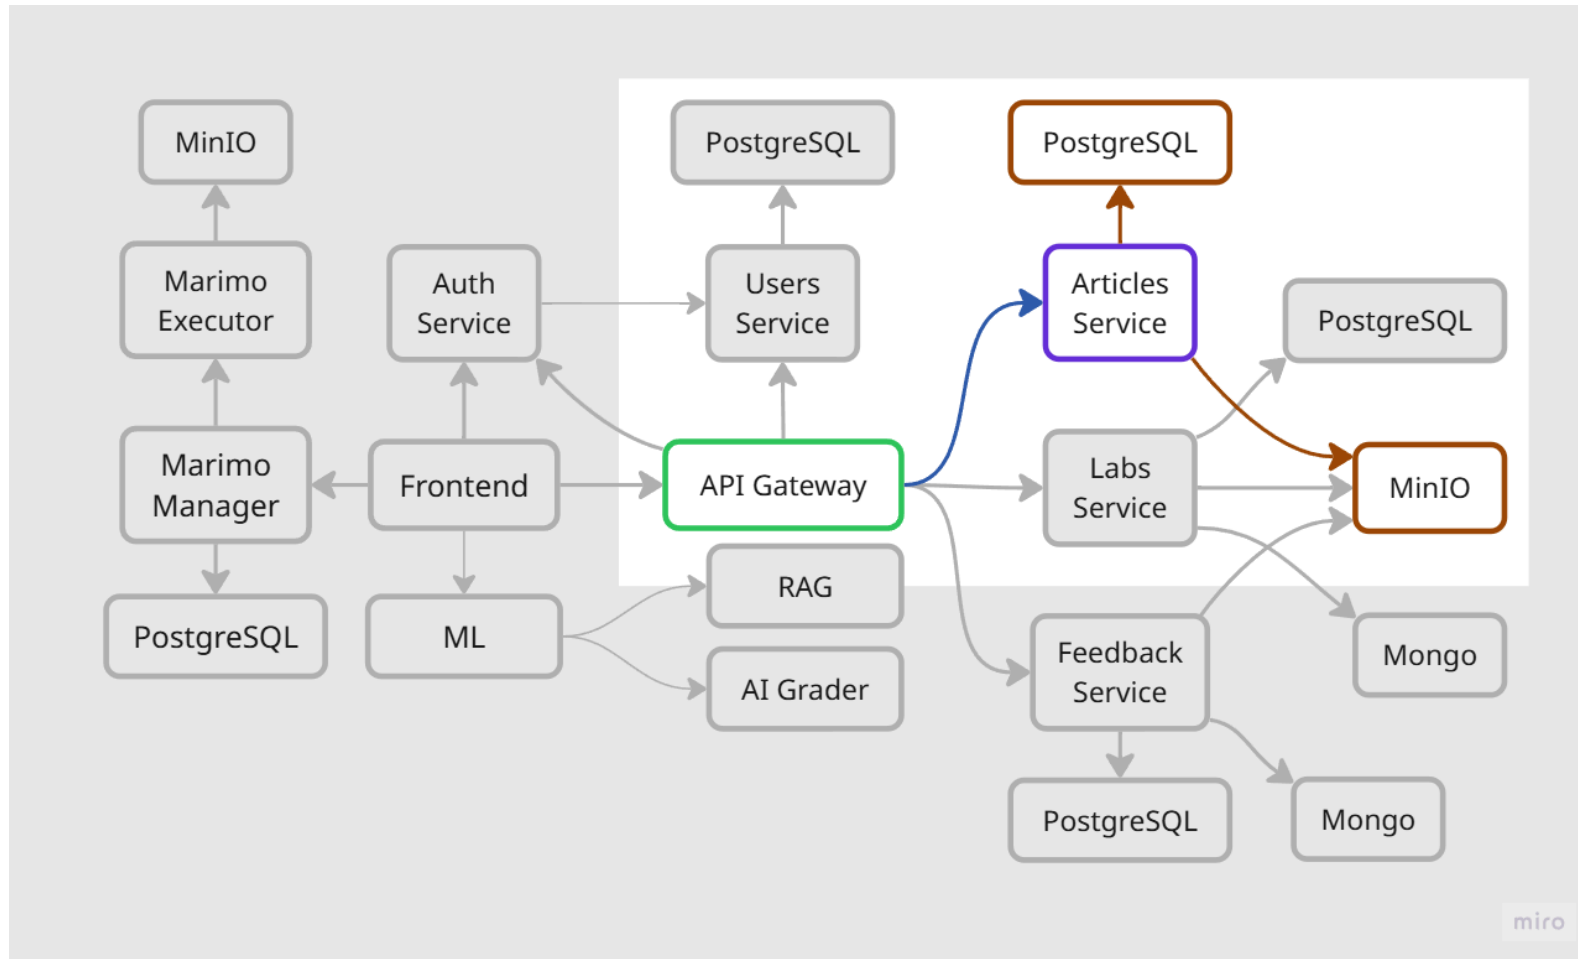 MinIO
PostgreSQL
PostgreSQL
Marimo
Executor
Auth
Service
Users
Service
Articles
Service
PostgreSQL
Marimo
Manager
Frontend
API Gateway
Labs
Service
MinIO
RAG
PostgreSQL
ML
AI Grader
Feedback
Service
Mongo
PostgreSQL
Mongo
miro